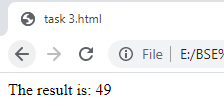 task 3.html
File
E:/BSE%
The result is: 49